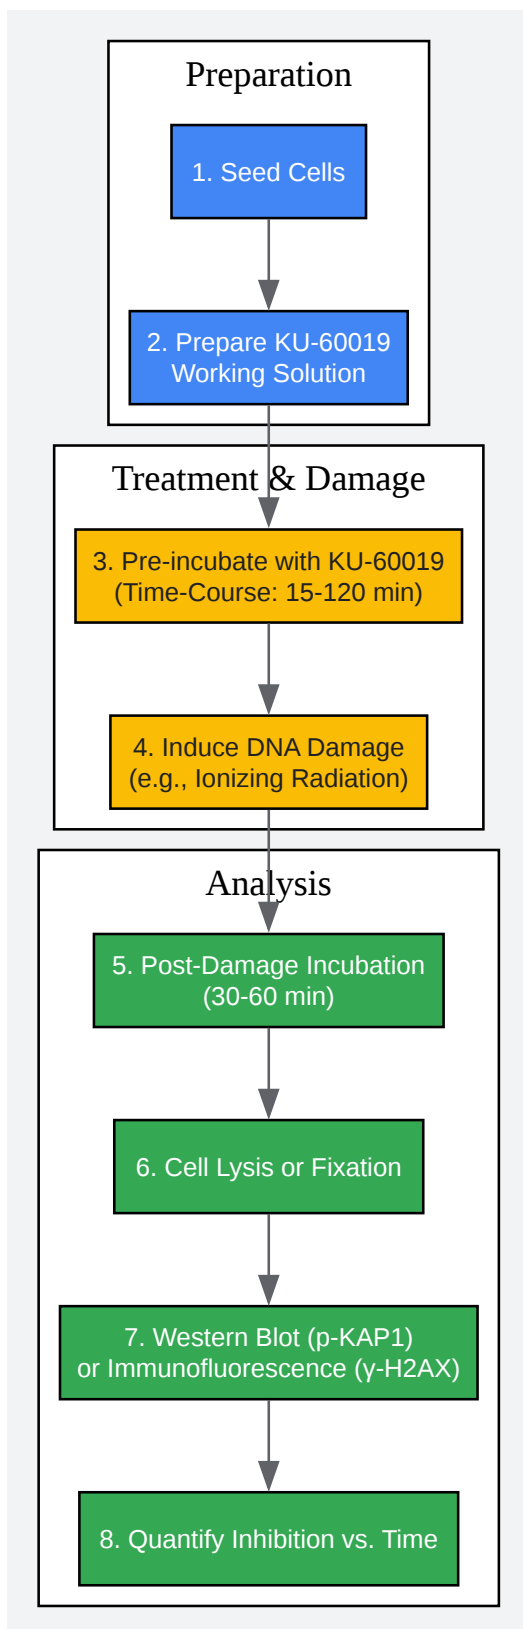 Preparation
1. Seed Cells
2. Prepare KU-60019
Working Solution
Treatment & Damage
3. Pre-incubate with KU-60019
(Time-Course: 15-120 min)
4. Induce DNA Damage
(e.g., Ionizing Radiation)
Analysis
5. Post-Damage Incubation
(30-60 min)
6. Cell Lysis or Fixation
7. Western Blot (p-KAP1)
or Immunofluorescence (γ-H2AX)
8. Quantify Inhibition vs. Time